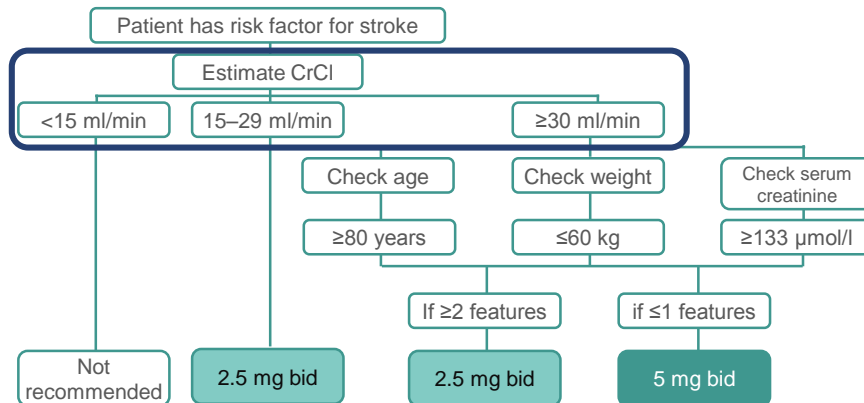 Patient has risk factor for stroke
Estimate CrCl
<15 ml/min
15–29 ml/min
≥30 ml/min
Check age
Check weight
Check serum
creatinine
≥80 years
≤60 kg
≥133 μmol/l
If ≥2 features
if ≤1 features
Not
recommended
2.5 mg bid
2.5 mg bid
5 mg bid